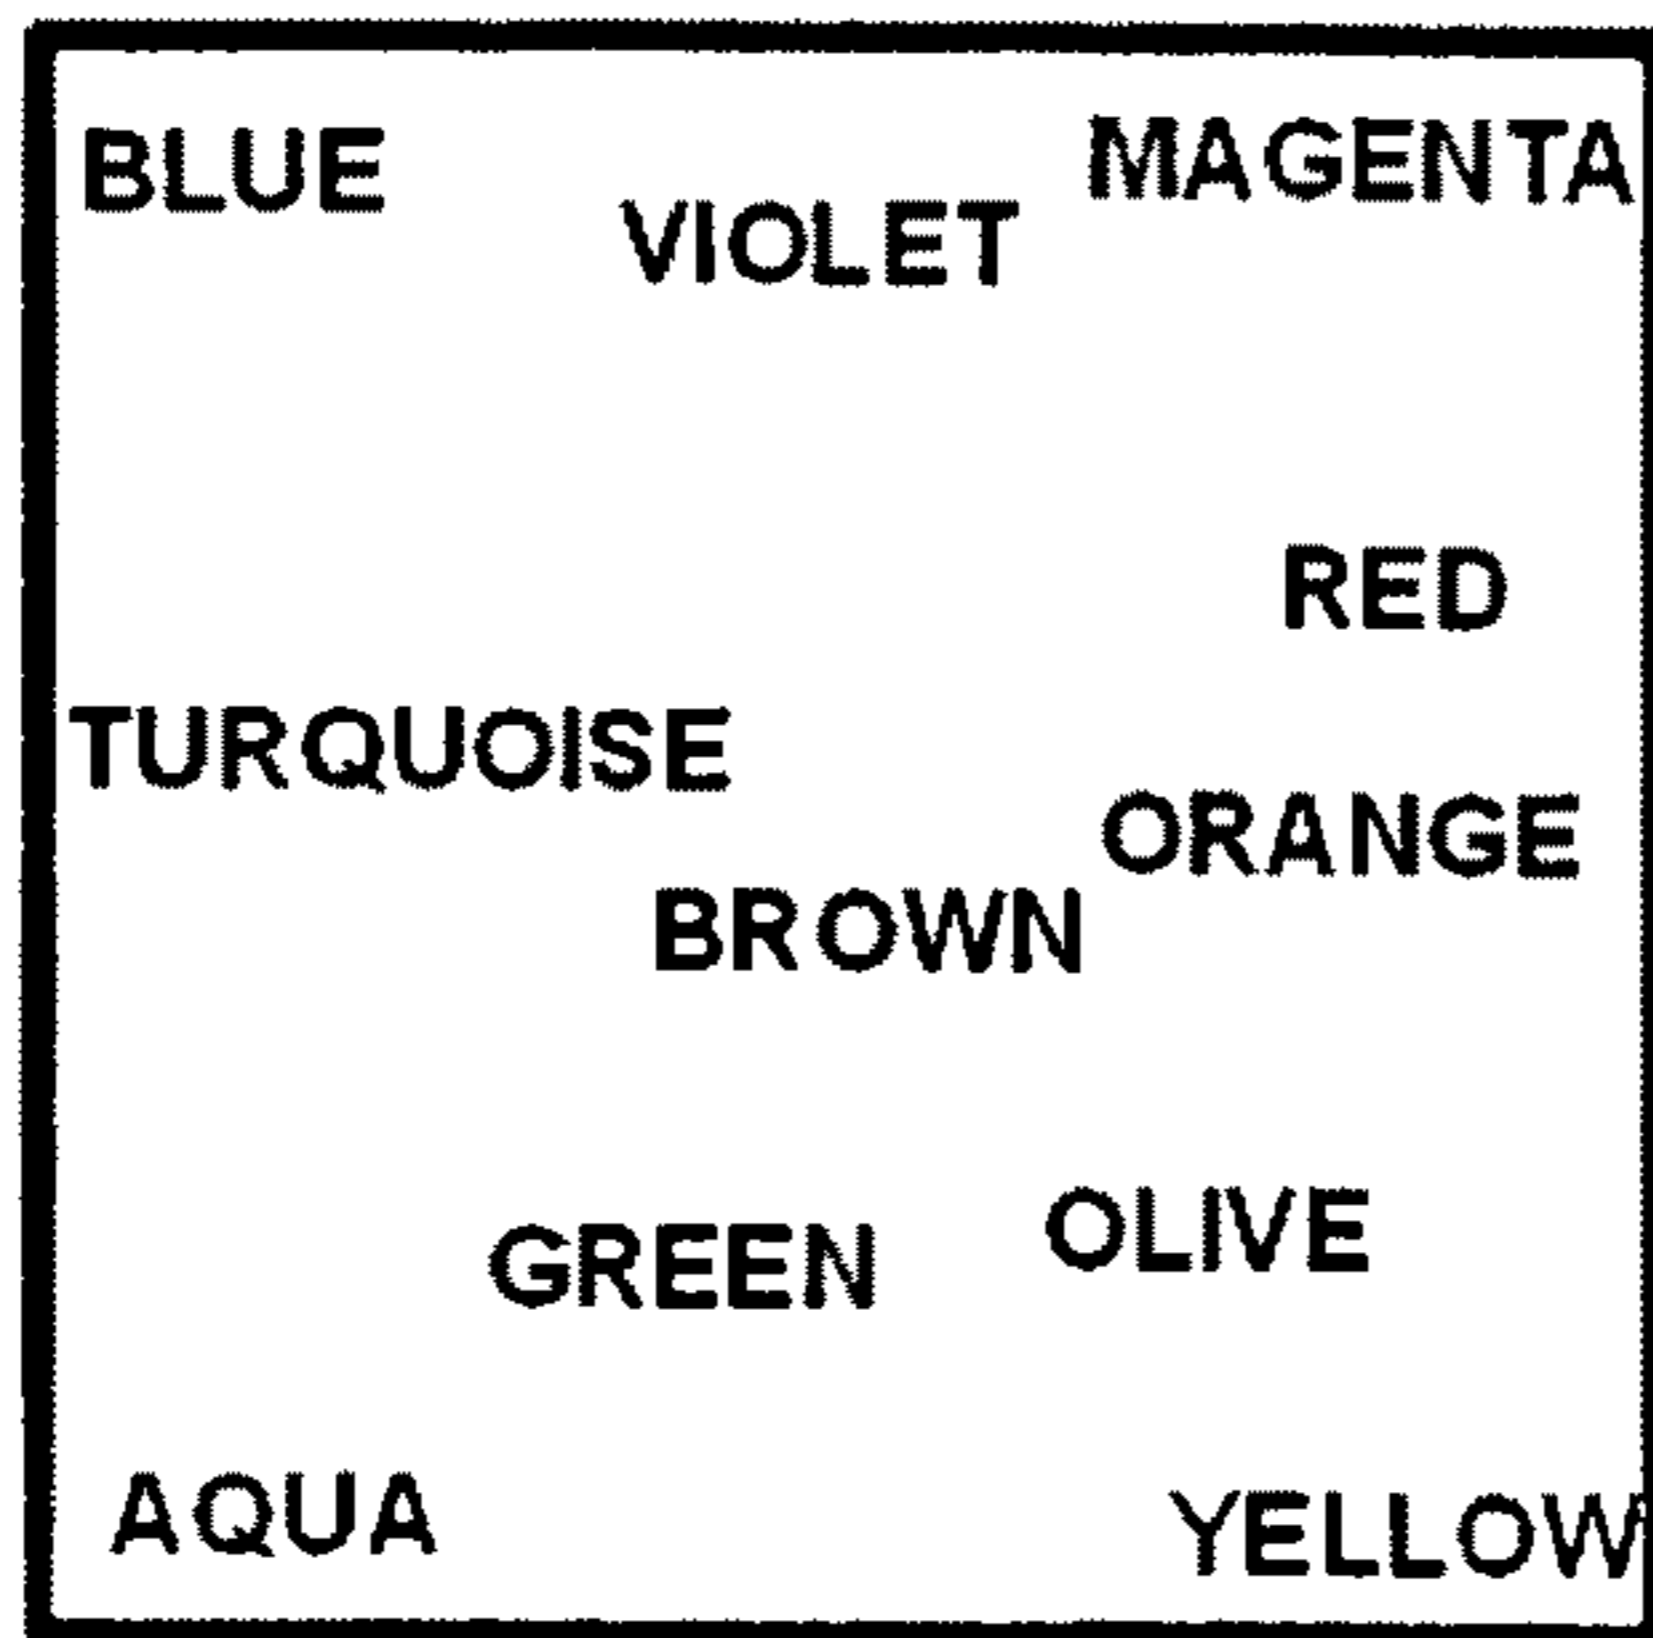 BLUE
MAGENTA
VIOLET
RED
TURQUOISE
ORANGE
BROWN
OLIVE
GREEN
AQUA
YELLOW